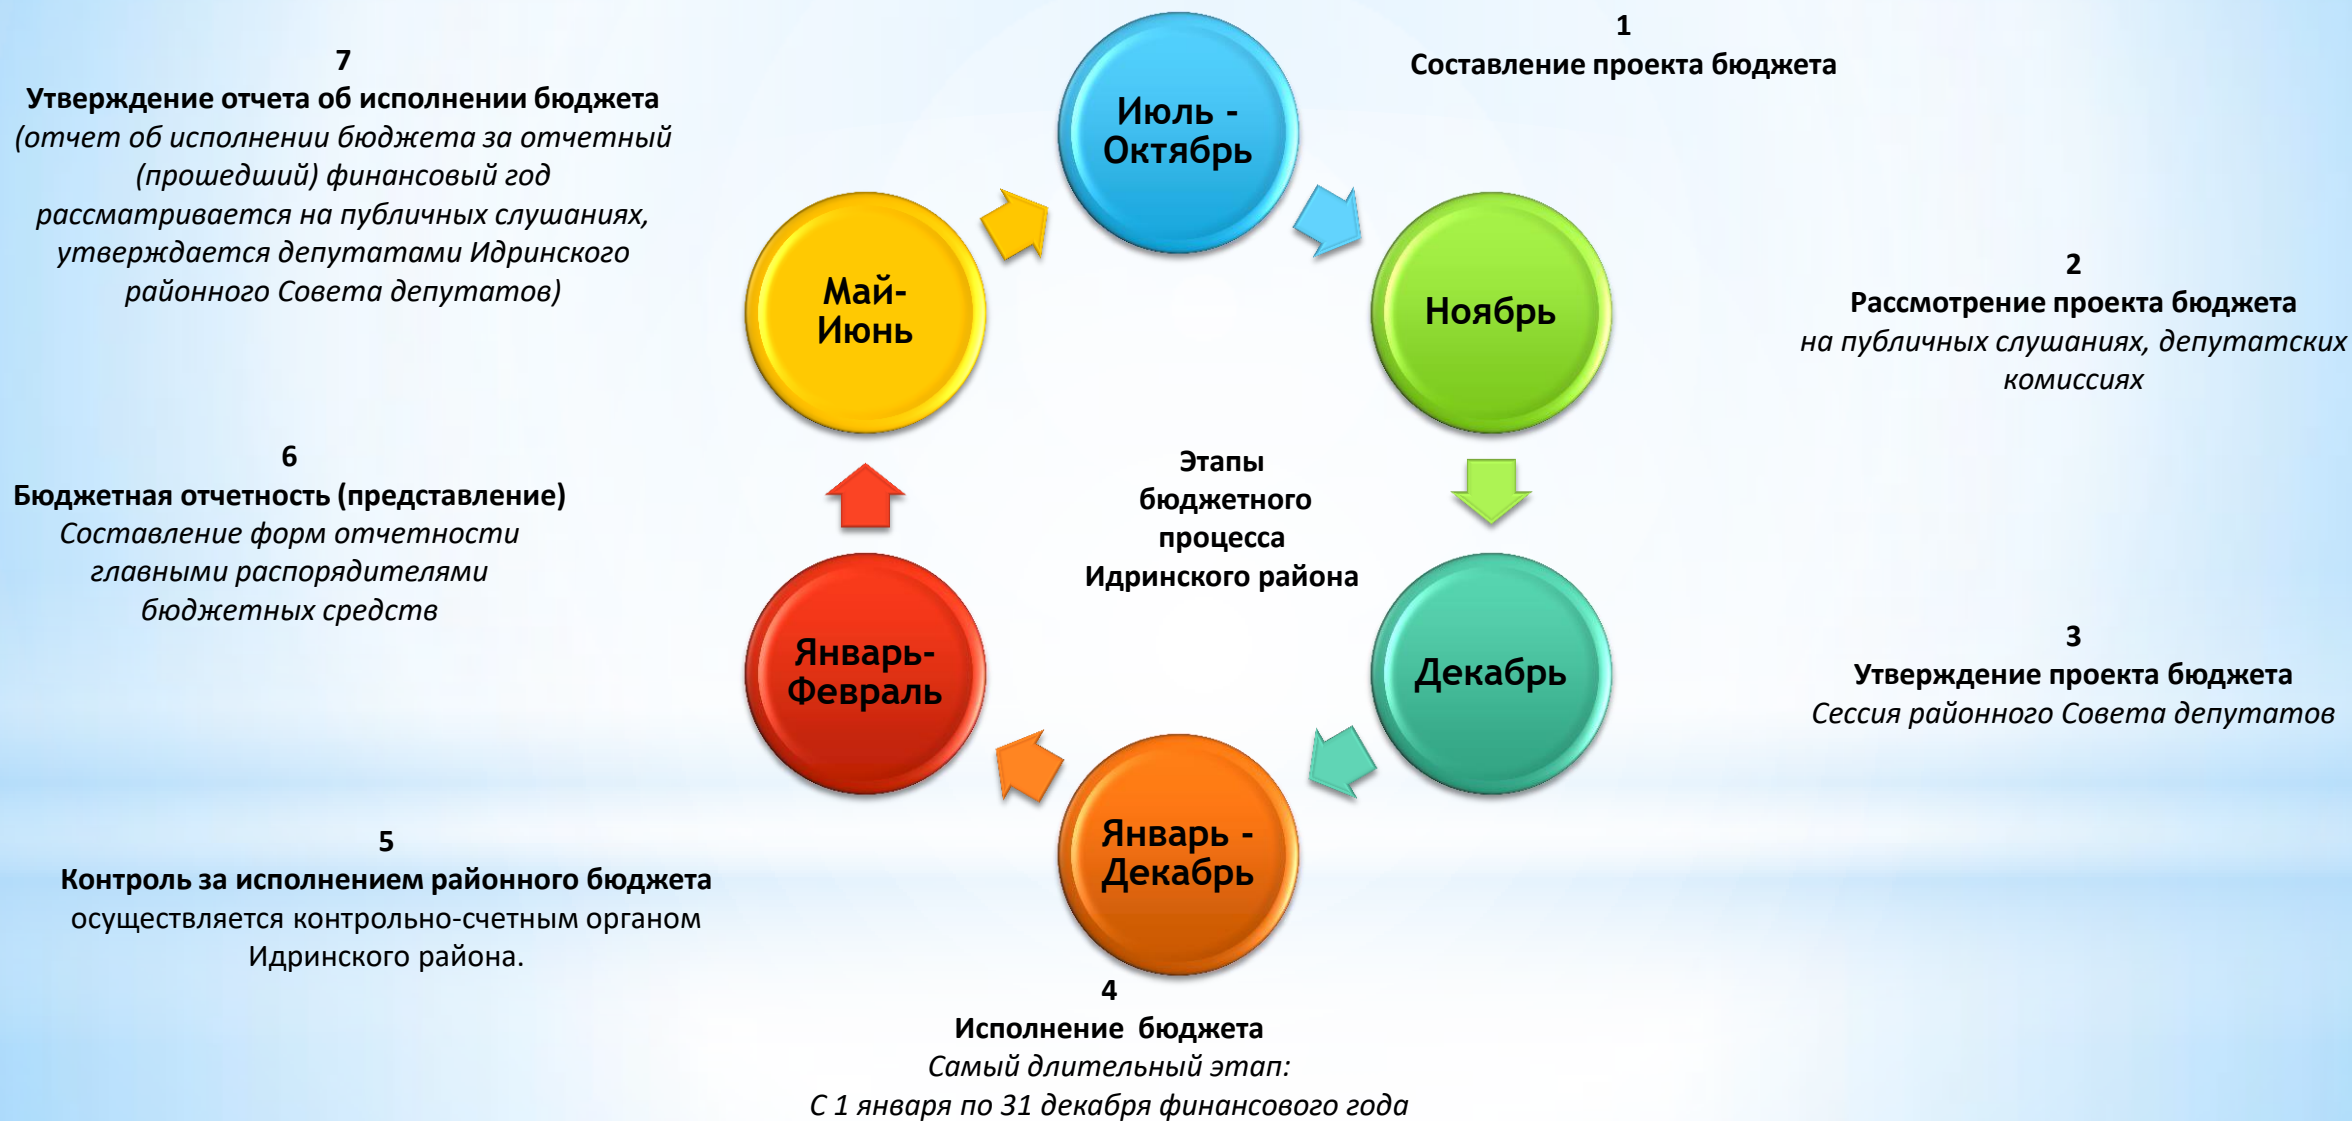 1
Составление проекта бюджета
Июль -
Октябрь
7
Утверждение отчета об исполнении бюджета
(отчет об исполнении бюджета за отчетный
(прошедший) финансовый год
рассматривается на публичных слушаниях,
утверждается депутатами Идринского
районного Совета депутатов)
Май-
Июнь
Ноябрь
2
Рассмотрение проекта бюджета
на публичных слушаниях, депутатских
комиссиях
6
Бюджетная отчетность (представление)
Составление форм отчетности
главными распорядителями
бюджетных средств
Этапы
бюджетного
процесса
Идринского района
Январь-
Февраль
Декабрь
3
Утверждение проекта бюджета
Сессия районного Совета депутатов
5
Контроль за исполнением районного бюджета
осуществляется контрольно-счетным органом
Идринского района.
Январь -
Декабрь
4
Исполнение  бюджета
Самый длительный этап:
С 1 января по 31 декабря финансового года